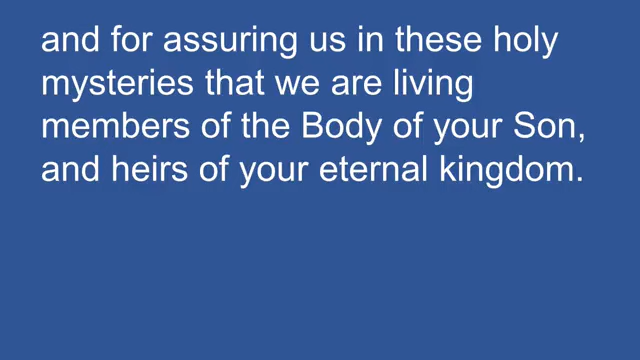 and for assuring us in these holy
mysteries that we are living
members of the Body of your Son,
and heirs of your eternal kingdom.